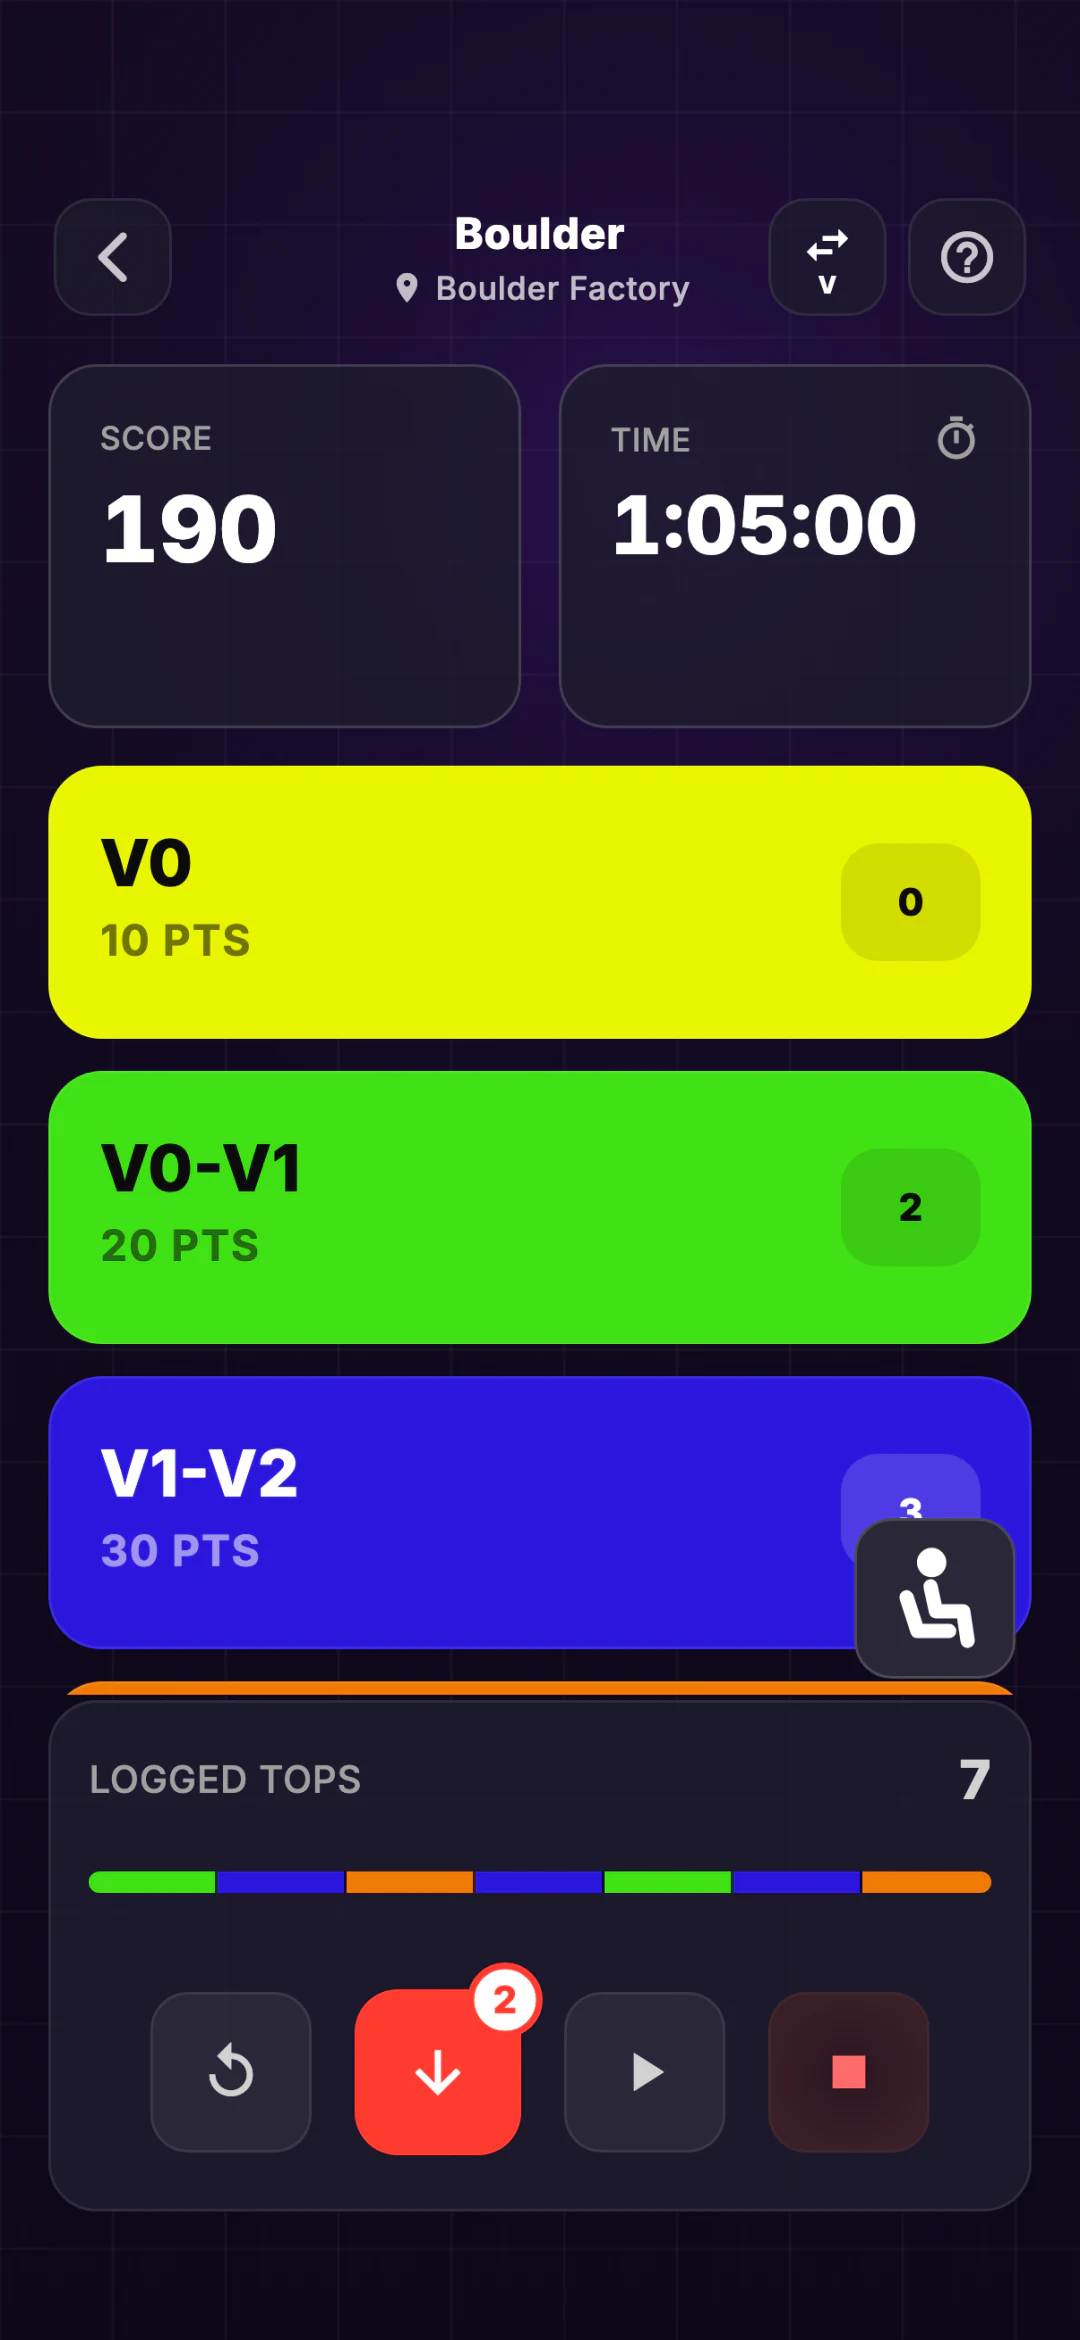 Boulder
Boulder Factory
V
SCORE
190
TIME
1:05:00
V0
10 PTS
0
V0-V1
20 PTS
2
V1-V2
30 PTS
3
LOGGED TOPS
7
2